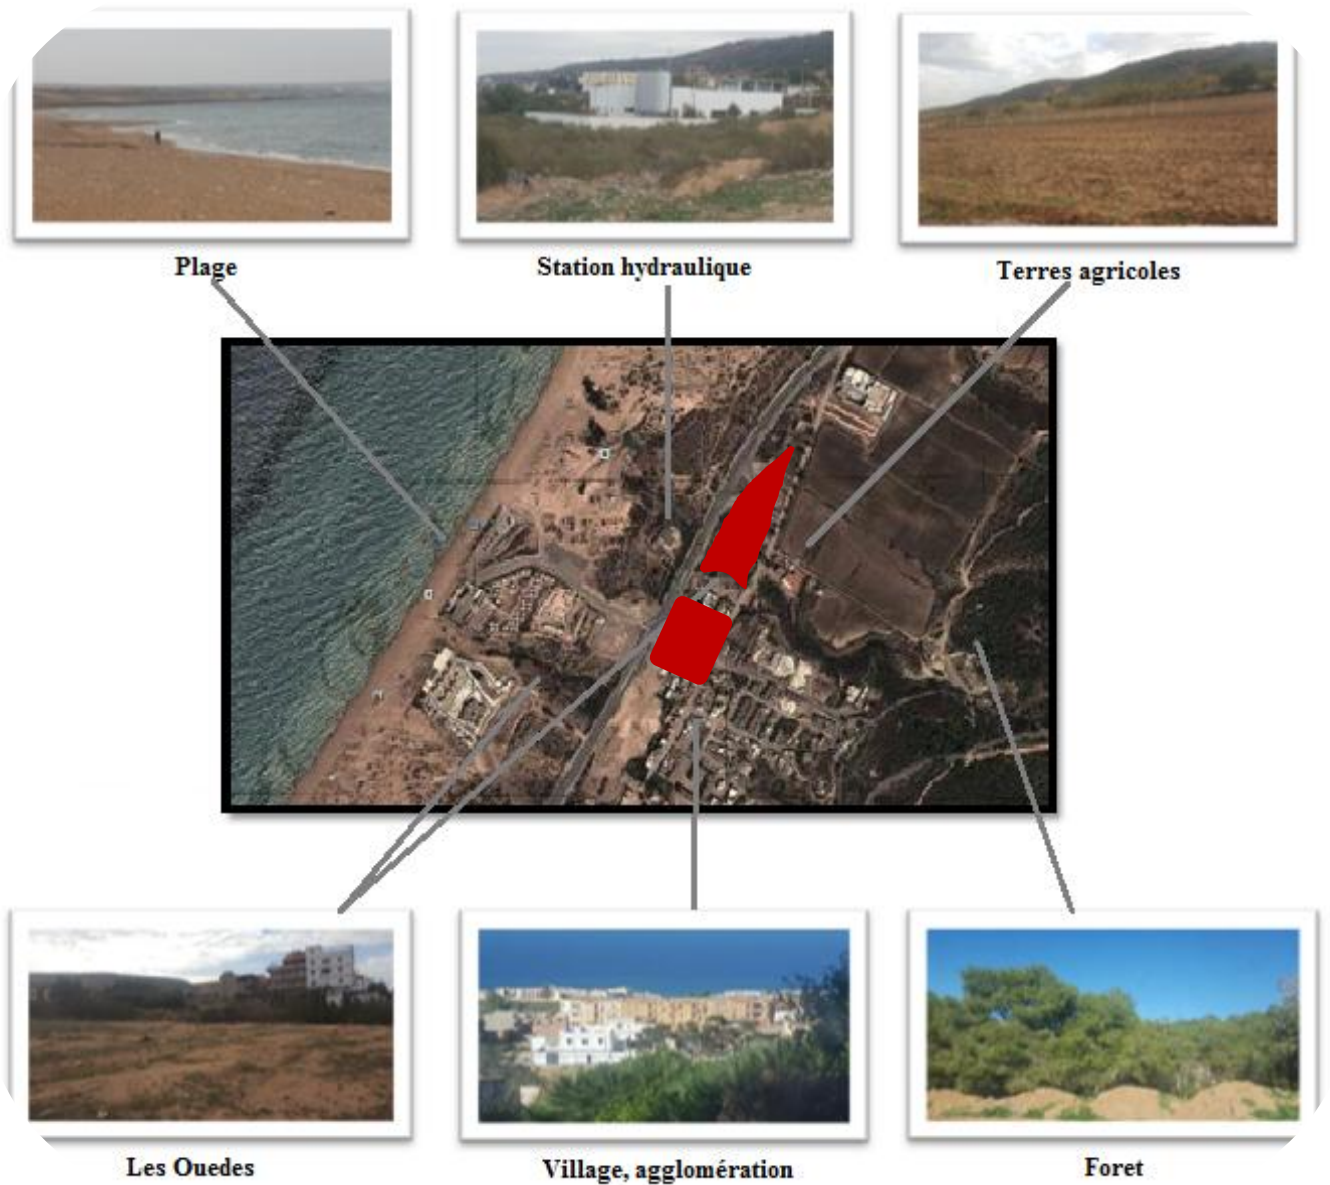 Plage
Station hydraulique
Terres agricoles
Les Ouedes
Village, agglomération
Foret